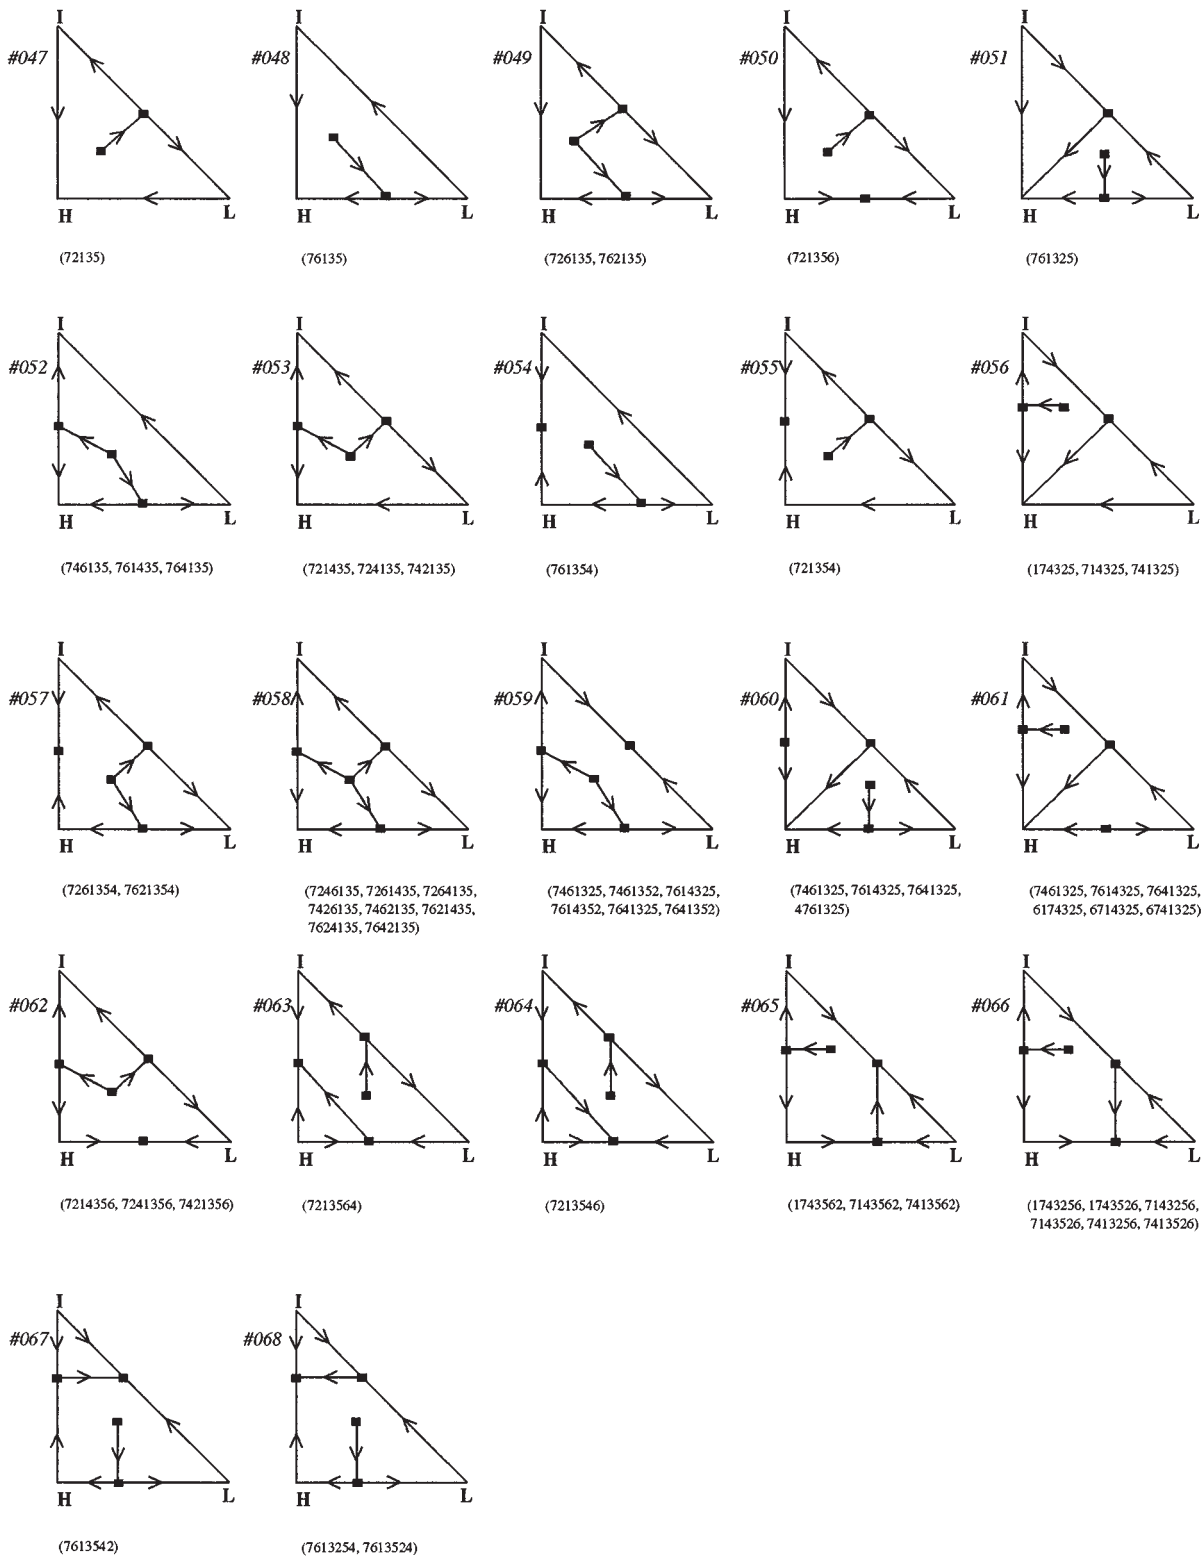 I I I I I
#047 #048 #049 #050 #051
H L H L H L H L H L
(72135) (76135) (726135, 762135) (721356) (761325)
I I I I I
#052 #053 #054 #055 #056
H L H L H L H L H L
(746135, 761435, 764135) (721435, 724135, 742135) (761354) (721354) (174325, 714325, 741325)
I I I I I
#057 #058 #059 #060 #061
H L H L H L H L H L
(7261354, 7621354) (7246135, 7261435, 7264135, (7461325, 7461352, 7614325, (7461325, 7614325, 7641325, (7461325, 7614325, 7641325,
7426135, 7462135, 7621435, 7614352, 7641325, 7641352) 4761325) 6174325, 6714325, 6741325)
7624135, 7642135)
I I I I I
#062 #063 #064 #065 #066
H L H L H L H L H L
(7214356, 7241356, 7421356) (7213564) (7213546) (1743562, 7143562, 7413562) (1743256, 1743526, 7143256,
7143526, 7413256, 7413526)
I I
#067 #068
H L H L
(7613542) (7613254, 7613524)